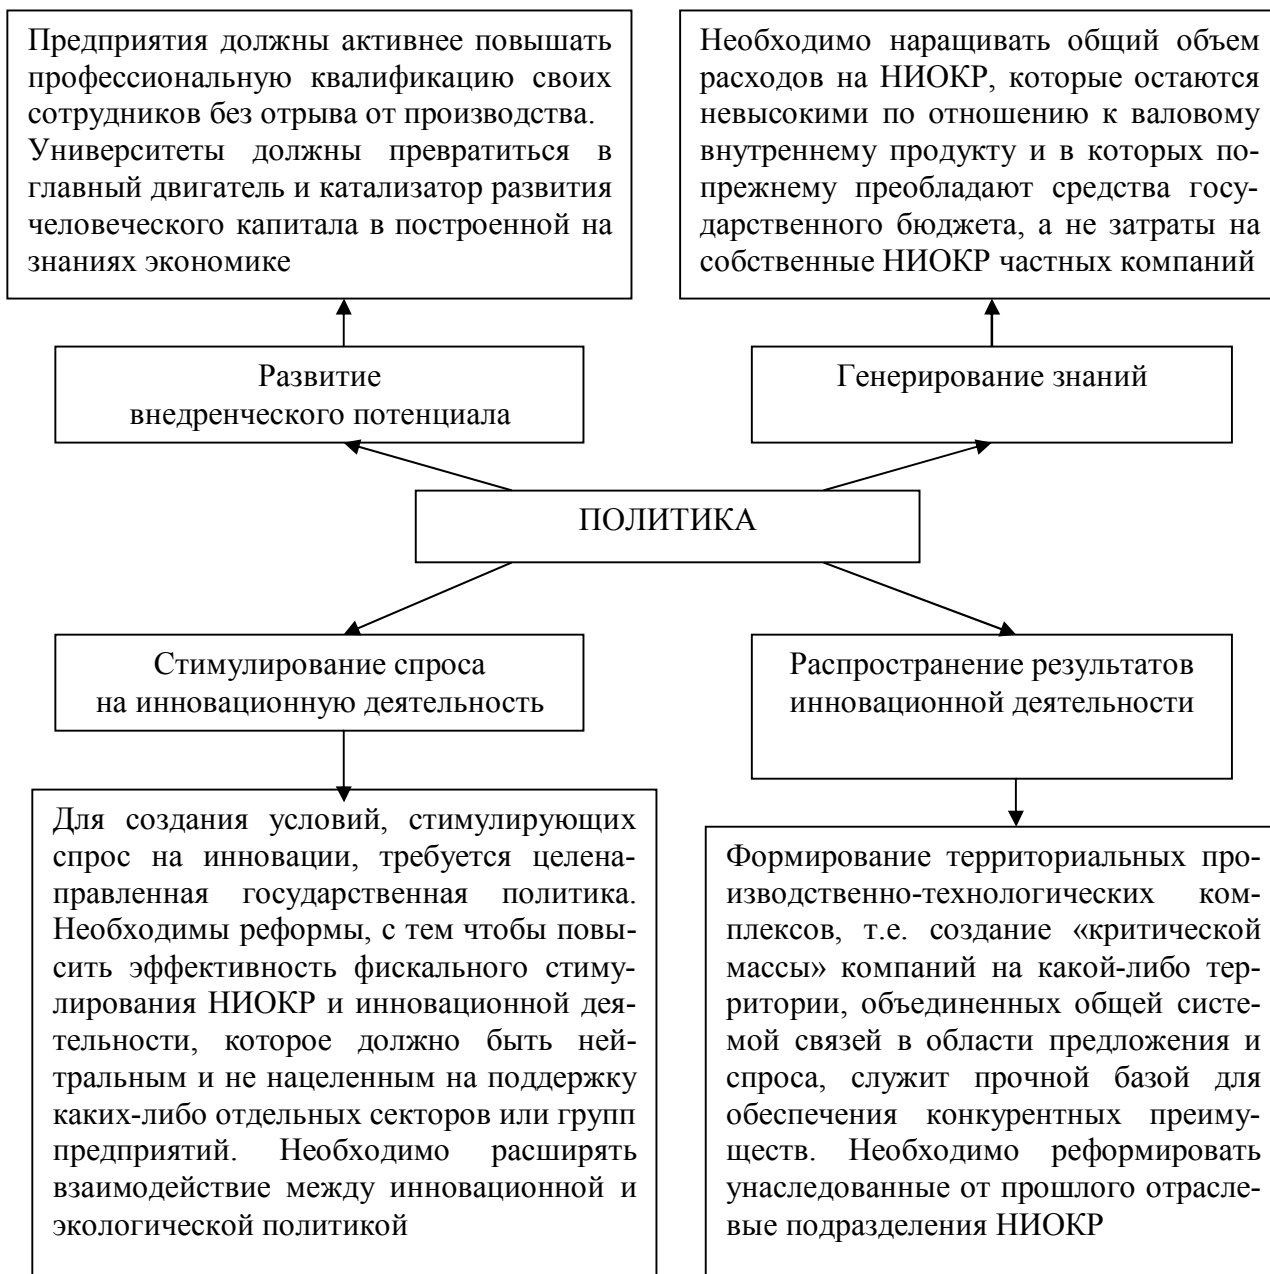 Предприятия должны активнее повышать
профессиональную квалификацию своих
сотрудников без отрыва от производства.
Университеты должны превратиться в
главный двигатель и катализатор развития
человеческого капитала в построенной на
знаниях экономике
Необходимо наращивать общий объем
расходов на НИОКР, которые остаются
невысокими по отношению к валовому
внутреннему продукту и в которых по-
прежнему преобладают средства госу-
дарственного бюджета, а не затраты на
собственные НИОКР частных компаний
Развитие
внедренческого потенциала
Генерирование знаний
ПОЛИТИКА
Стимулирование спроса
на инновационную деятельность
Распространение результатов
инновационной деятельности
Для создания условий, стимулирующих
спрос на инновации, требуется целена-
правленная государственная политика.
Необходимы реформы, с тем чтобы повы-
сить эффективность фискального стиму-
лирования НИОКР и инновационной дея-
тельности, которое должно быть ней-
тральным и не нацеленным на поддержку
каких-либо отдельных секторов или групп
предприятий. Необходимо расширять
взаимодействие между инновационной и
экологической политикой
Формирование территориальных про-
изводственно-технологических ком-
плексов, т.е. создание «критической
массы» компаний на какой-либо тер-
ритории, объединенных общей систе-
мой связей в области предложения и
спроса, служит прочной базой для
обеспечения конкурентных преиму-
ществ. Необходимо реформировать
унаследованные от прошлого отрасле-
вые подразделения НИОКР